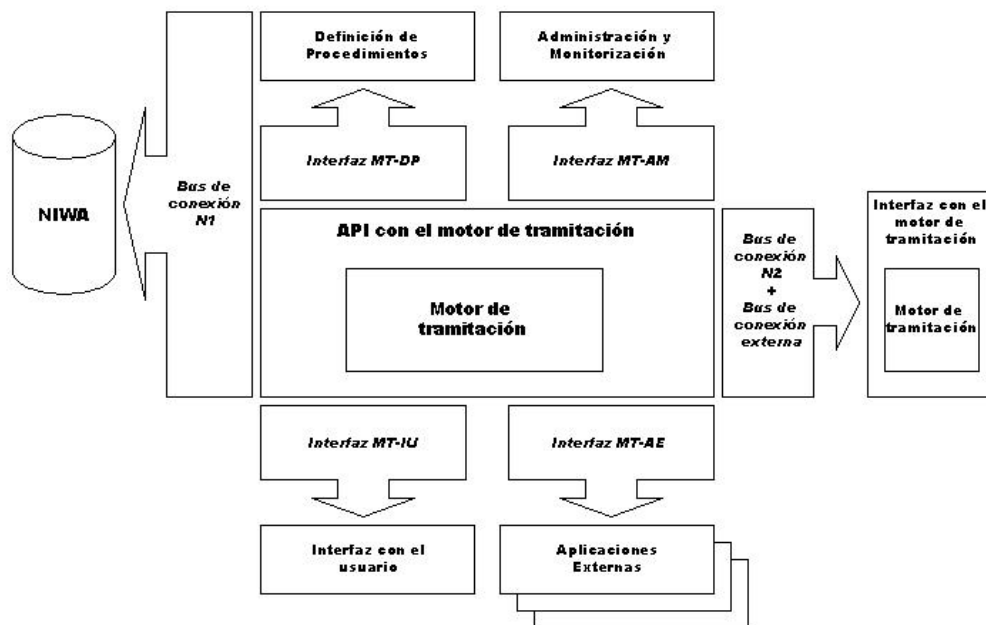 Definición de
Procedimientos
Administración y
Monitorización
Interfaz MT-DP
Interfaz MT-AM
NIWA
Bus de
conexión
N1
API con el motor de tramitación
Motor de
tramitación
Bus de
conexión
N2
+
Bus de
conexión
externa
Interfaz con el
motor de
tramitación
Motor de
tramitación
Interfaz MT-IU
Interfaz MT-AE
Interfaz con el
usuario
Aplicaciones
Externas